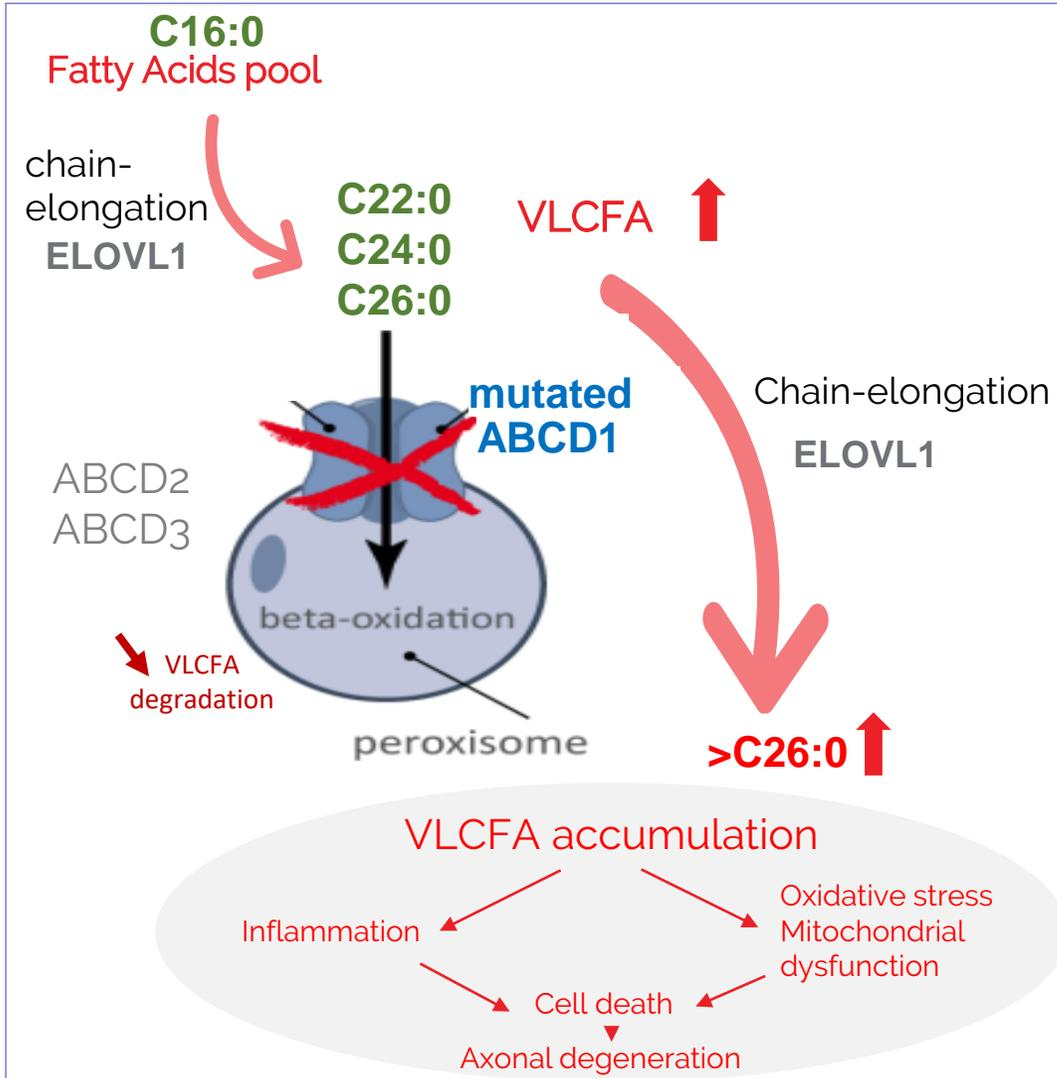 C16:0
Fatty Acids pool
chain-
elongation
ELOVL1
C22:0
C24:0
C26:0
VLCFA
mutated
ABCD1
Chain-elongation
ELOVL1
ABCD2
ABCD3
beta-oxidation
VLCFA
degradation
peroxisome
>C26:0
VLCFA accumulation
Inflammation
Oxidative stress
Mitochondrial
dysfunction
Cell death
Axonal degeneration